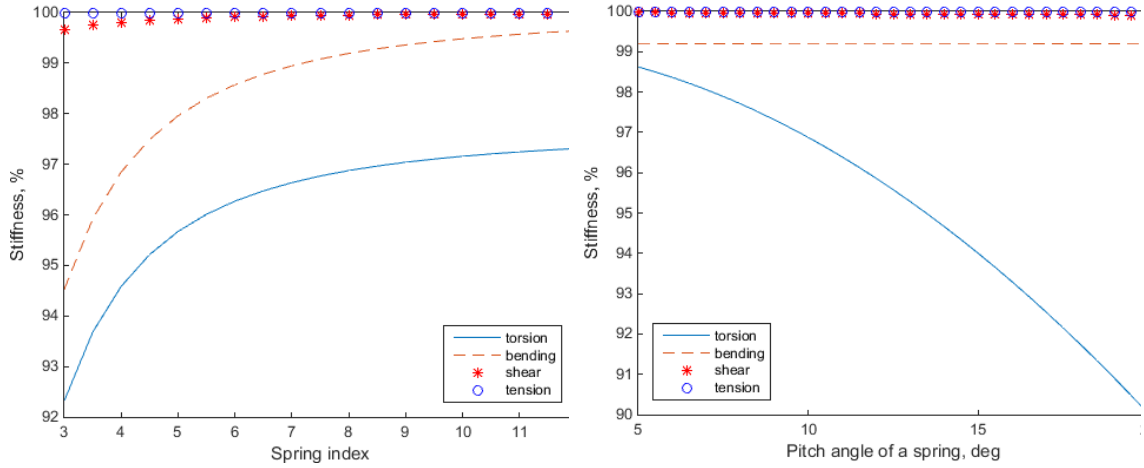 100
99
98
97
96
95
94
93
92
Stiffness, %
3
4
5
6
7
8
9
10
11
Spring index
torsion
bending
shear
tension
100
99
98
97
96
95
94
93
92
91
90
Stiffness, %
5
10
15
Pitch angle of a spring, deg
torsion
bending
shear
tension